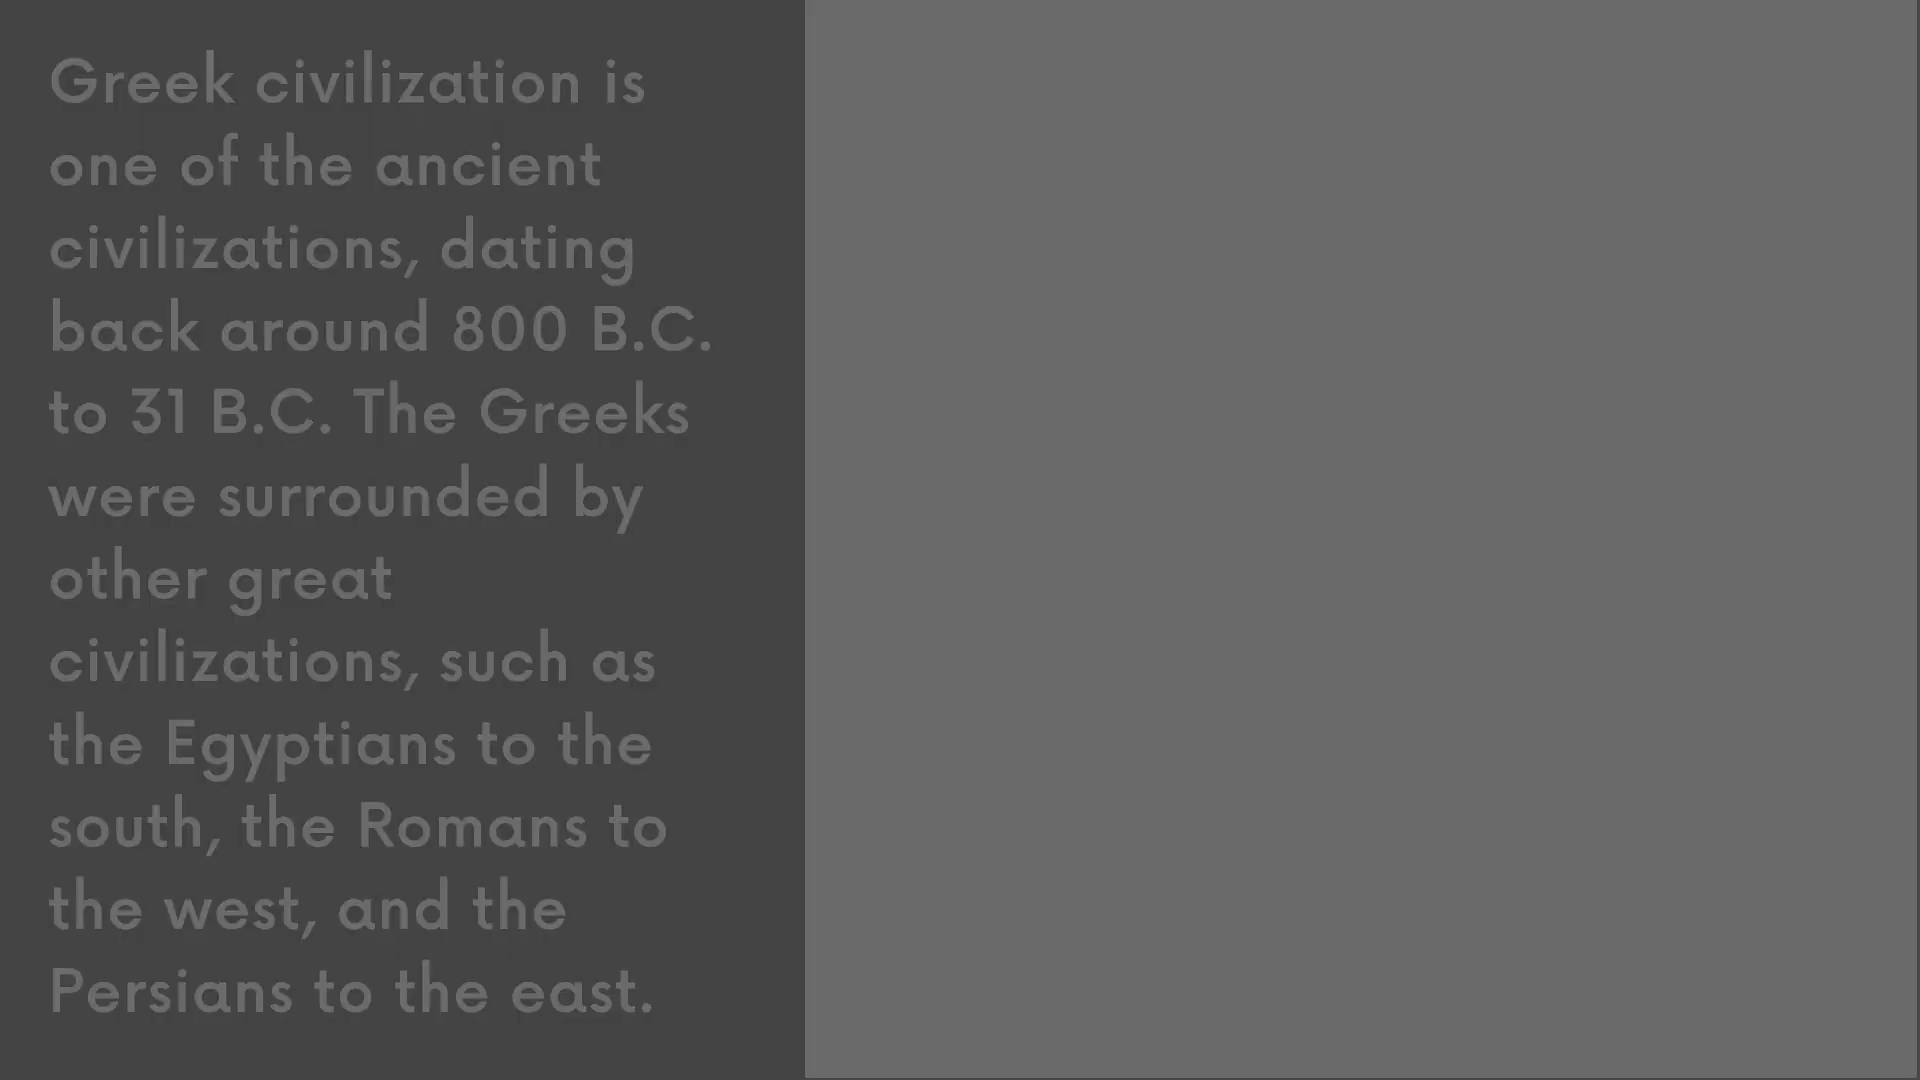 Greek civilization is
one of the ancient
civilizations, dating
back around 800 B.C.
to 31 B.C. The Greeks
were surrounded by
other great
civilizations, such as
the Egyptians to the
south, the Romans to
the west, and the
Persians to the east.